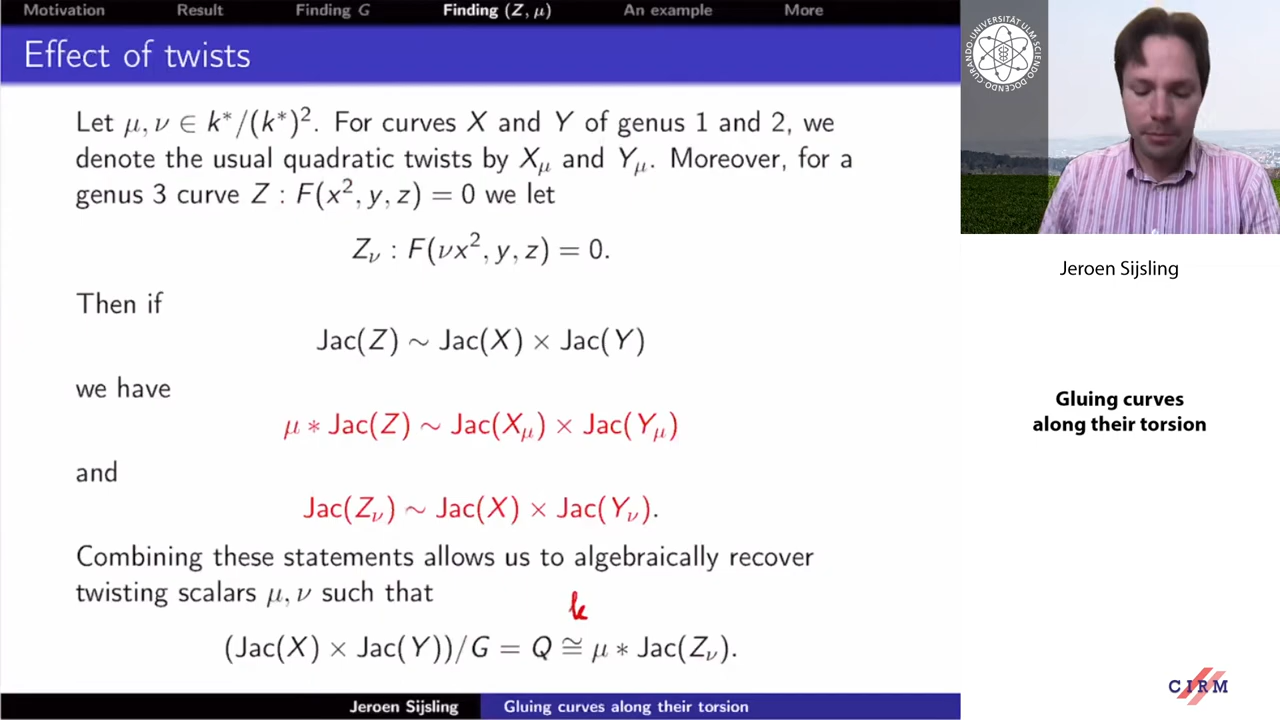 Motivation Result Finding G Finding (Z, μ) An example More
Effect of twists
Let μ, ν ∈ k*/(k*)². For curves X and Y of genus 1 and 2, we
denote the usual quadratic twists by X_μ and Y_μ. Moreover, for a
genus 3 curve Z : F(x², y, z) = 0 we let
Z_ν : F(νx², y, z) = 0.
Then if
Jac(Z) ∼ Jac(X) × Jac(Y)
we have
μ ∗ Jac(Z) ∼ Jac(X_μ) × Jac(Y_μ)
and
Jac(Z_ν) ∼ Jac(X) × Jac(Y_ν).
Combining these statements allows us to algebraically recover
twisting scalars μ, ν such that
k
(Jac(X) × Jac(Y))/G = Q ≅ μ ∗ Jac(Z_ν).
Jeroen Sijsling Gluing curves along their torsion
Jeroen Sijsling
Gluing curves
along their torsion
CIRM